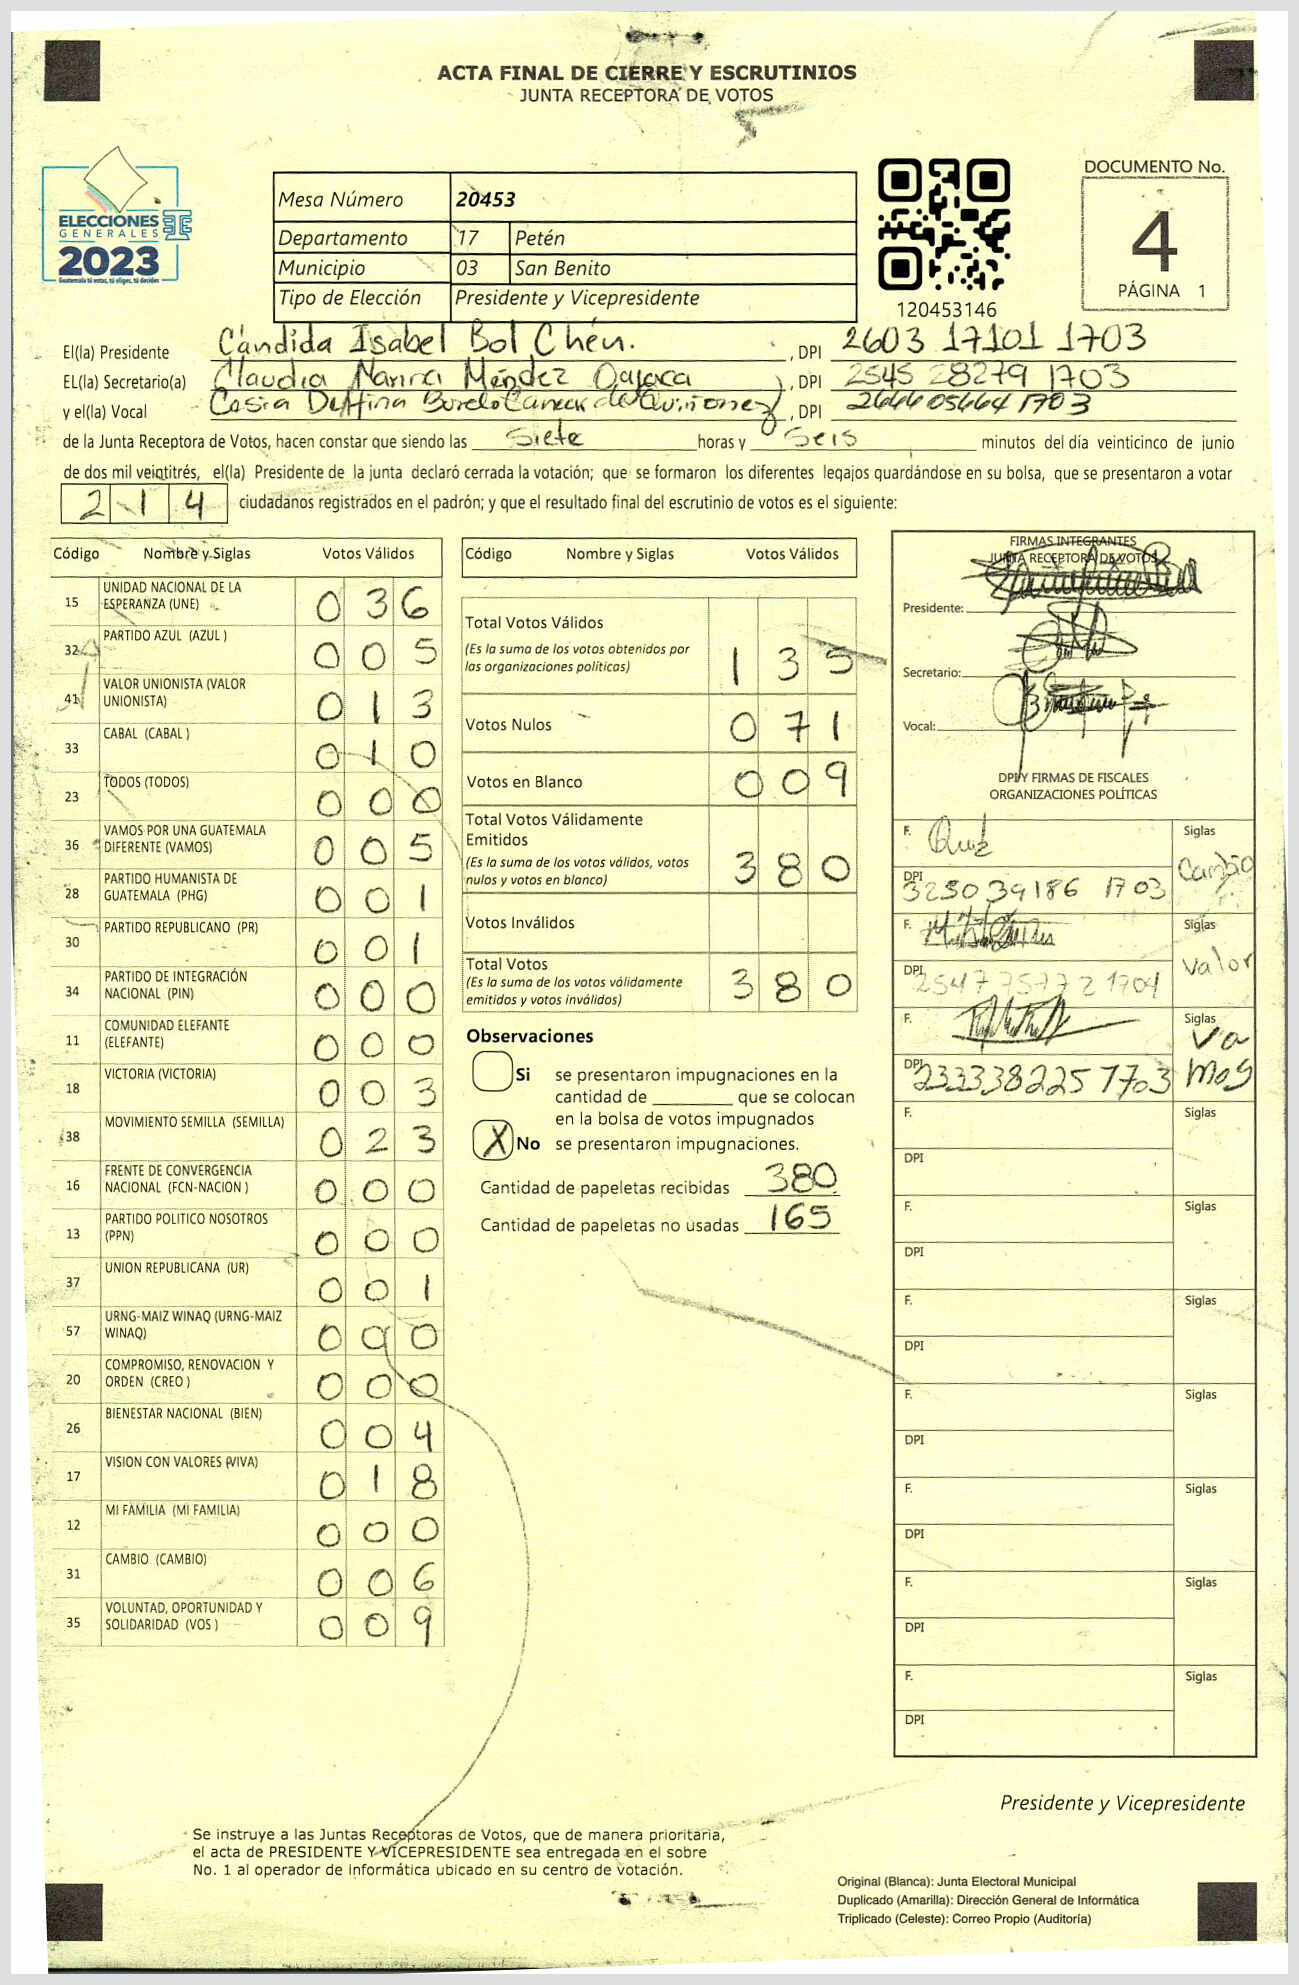 ACTA FINAL DE CIERRE Y ESCRUTINIOS
JUNTA RECEPTORA DE VOTOS
ELECCIONES
GENERALES
2023
Guatemala tú votas, tú eliges, tú decides
Mesa Número 20453
Departamento 17 Petén
Municipio 03 San Benito
Tipo de Elección Presidente y Vicepresidente
120453146
DOCUMENTO No.
4
PÁGINA 1
El(la) Presidente Cándida Isabel Bol Chén. , DPI 2603 17101 1703
EL(la) Secretario(a) Claudia Méndez , DPI 2545 28279 1703
y el(la) Vocal , DPI 2644 05664 1703
de la Junta Receptora de Votos, hacen constar que siendo las Siete horas y Seis minutos del día veinticinco de junio
de dos mil veintitrés, el(la) Presidente de la junta declaró cerrada la votación; que se formaron los diferentes legajos guardándose en su bolsa, que se presentaron a votar
2 1 4 ciudadanos registrados en el padrón; y que el resultado final del escrutinio de votos es el siguiente:
Código Nombre y Siglas Votos Válidos
15 UNIDAD NACIONAL DE LA ESPERANZA (UNE) 0 3 6
32 PARTIDO AZUL (AZUL ) 0 0 5
41 VALOR UNIONISTA (VALOR UNIONISTA) 0 1 3
33 CABAL (CABAL ) 0 1 0
23 TODOS (TODOS) 0 0 0
36 VAMOS POR UNA GUATEMALA DIFERENTE (VAMOS) 0 0 5
28 PARTIDO HUMANISTA DE GUATEMALA (PHG) 0 0 1
30 PARTIDO REPUBLICANO (PR) 0 0 1
34 PARTIDO DE INTEGRACIÓN NACIONAL (PIN) 0 0 0
11 COMUNIDAD ELEFANTE (ELEFANTE) 0 0 0
18 VICTORIA (VICTORIA) 0 0 3
38 MOVIMIENTO SEMILLA (SEMILLA) 0 2 3
16 FRENTE DE CONVERGENCIA NACIONAL (FCN-NACION ) 0 0 0
13 PARTIDO POLITICO NOSOTROS (PPN) 0 0 0
37 UNION REPUBLICANA (UR) 0 0 1
57 URNG-MAIZ WINAQ (URNG-MAIZ WINAQ) 0 0 0
20 COMPROMISO, RENOVACION Y ORDEN (CREO ) 0 0 0
26 BIENESTAR NACIONAL (BIEN) 0 0 4
17 VISION CON VALORES (VIVA) 0 1 8
12 MI FAMILIA (MI FAMILIA) 0 0 0
31 CAMBIO (CAMBIO) 0 0 6
35 VOLUNTAD, OPORTUNIDAD Y SOLIDARIDAD (VOS ) 0 0 9
Código Nombre y Siglas Votos Válidos
Total Votos Válidos
(Es la suma de los votos obtenidos por
las organizaciones políticas) 1 3 5
Votos Nulos 0 7 1
Votos en Blanco 0 0 9
Total Votos Válidamente
Emitidos
(Es la suma de los votos válidos, votos
nulos y votos en blanco) 3 8 0
Votos Inválidos
Total Votos
(Es la suma de los votos válidamente
emitidos y votos inválidos) 3 8 0
Observaciones
Si se presentaron impugnaciones en la
cantidad de ________ que se colocan
en la bolsa de votos impugnados
X No se presentaron impugnaciones.
Cantidad de papeletas recibidas 380
Cantidad de papeletas no usadas 165
FIRMAS INTEGRANTES
JUNTA RECEPTORA DE VOTOS
Presidente:
Secretario:
Vocal:
DPI Y FIRMAS DE FISCALES
ORGANIZACIONES POLÍTICAS
F. Siglas
DPI 3250 39186 1703 Cambio
F. Siglas
DPI 2547 75772 1704 Valor
F. Siglas
DPI 233338225 1703 Vamos
F. Siglas
DPI
F. Siglas
DPI
F. Siglas
DPI
F. Siglas
DPI
F. Siglas
DPI
F. Siglas
DPI
F. Siglas
DPI
Presidente y Vicepresidente
Se instruye a las Juntas Receptoras de Votos, que de manera prioritaria,
el acta de PRESIDENTE Y VICEPRESIDENTE sea entregada en el sobre
No. 1 al operador de Informática ubicado en su centro de votación.
Original (Blanca): Junta Electoral Municipal
Duplicado (Amarilla): Dirección General de Informática
Triplicado (Celeste): Correo Propio (Auditoría)